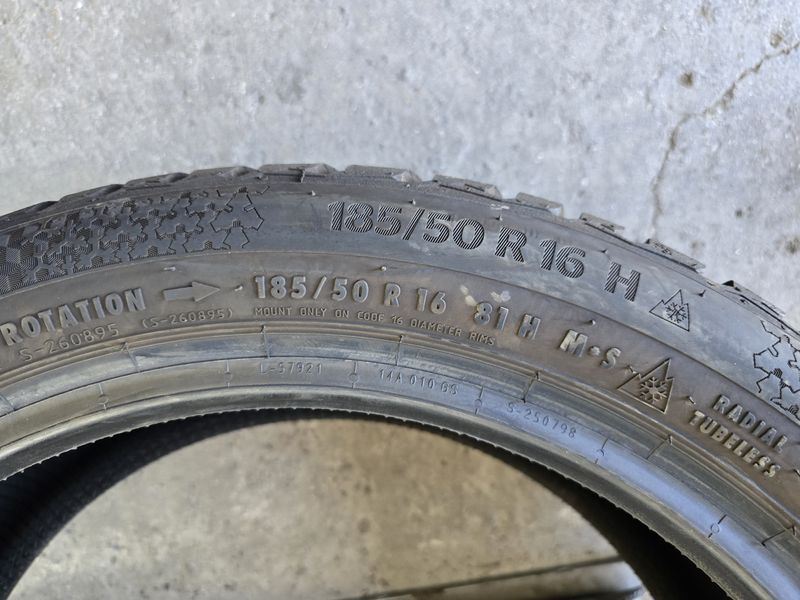 185/50 R 16 H
ROTATION 185/50 R 16 81 H M+S
S-260895 (S-260895) MOUNT ONLY ON CODE 16 DIAMETER RIMS
RADIAL
TUBELESS
L-57921 14A 010 GS S-250798